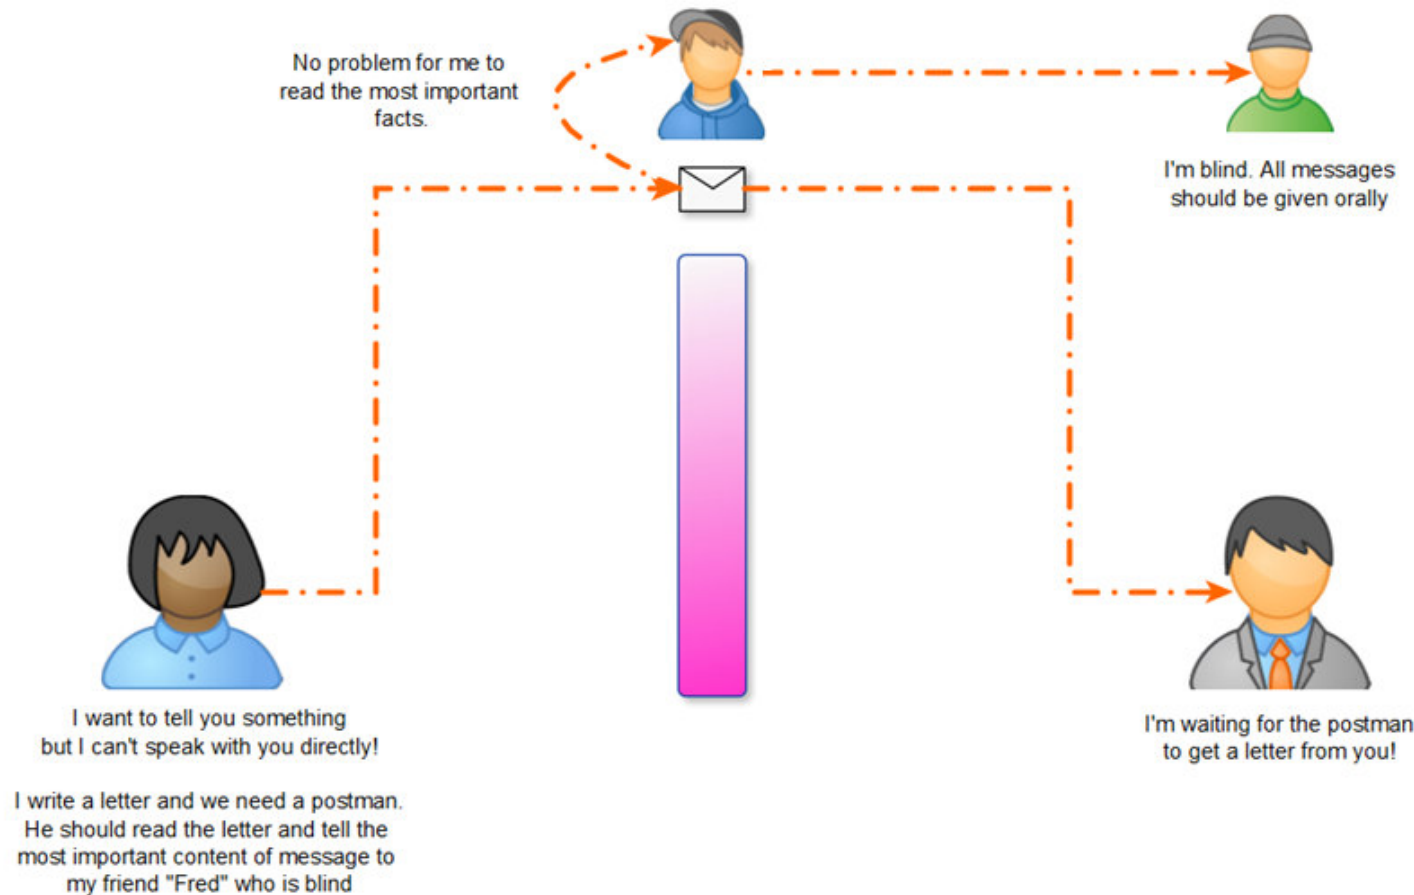 No problem for me to
read the most important
facts.
I'm blind. All messages
should be given orally
I want to tell you something
but I can't speak with you directly!
I write a letter and we need a postman.
He should read the letter and tell the
most important content of message to
my friend "Fred" who is blind
I'm waiting for the postman
to get a letter from you!